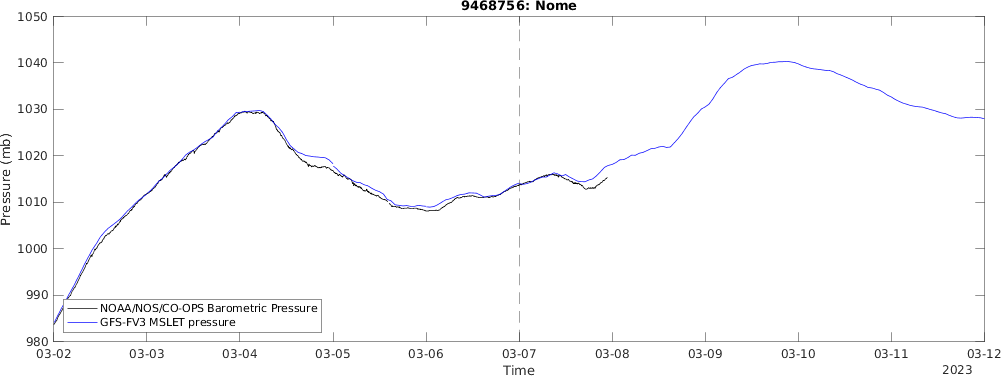 9468756: Nome
Pressure (mb)
1050
1040
1030
1020
1010
1000
990
980
NOAA/NOS/CO-OPS Barometric Pressure
GFS-FV3 MSLET pressure
03-02 03-03 03-04 03-05 03-06 03-07 03-08 03-09 03-10 03-11 03-12
Time
2023